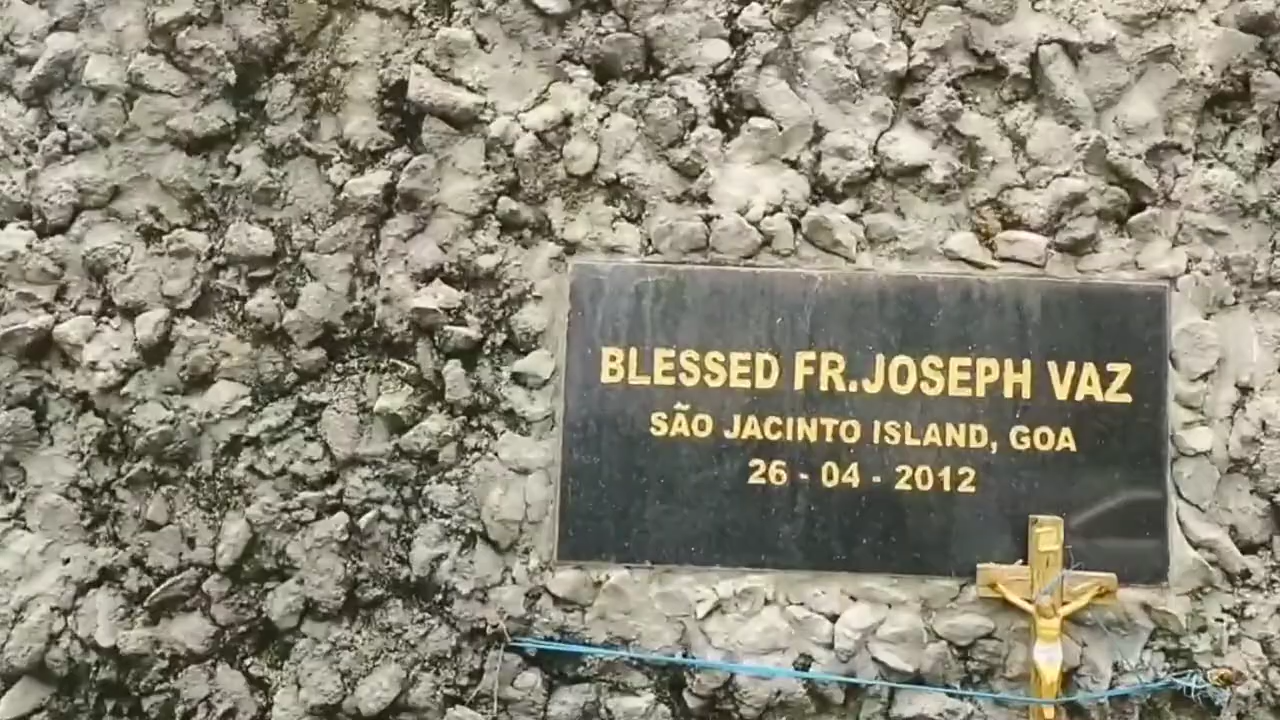 BLESSED FR.JOSEPH VAZ
SÃO JACINTO ISLAND, GOA
26 - 04 - 2012